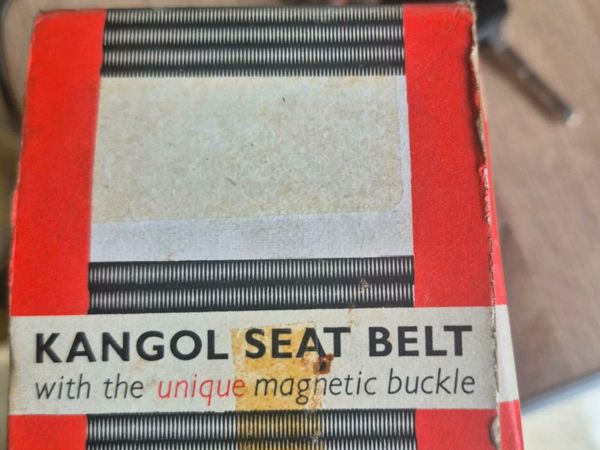 KANGOL SEAT BELT
with the unique magnetic buckle